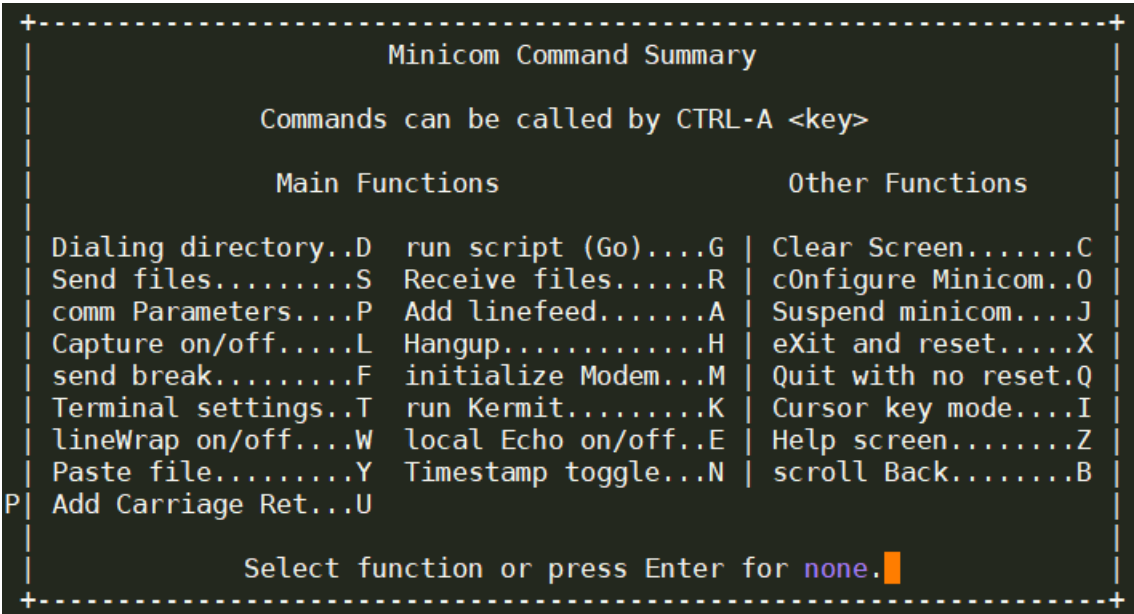 +-------------------------------------------------------------------+
| Minicom Command Summary |
| |
| Commands can be called by CTRL-A <key> |
| |
| Main Functions Other Functions |
| |
| Dialing directory..D run script (Go)....G | Clear Screen.......C |
| Send files.........S Receive files......R | cOnfigure Minicom..O |
| comm Parameters....P Add linefeed.......A | Suspend minicom....J |
| Capture on/off.....L Hangup.............H | eXit and reset.....X |
| send break.........F initialize Modem...M | Quit with no reset.Q |
| Terminal settings..T run Kermit.........K | Cursor key mode....I |
| lineWrap on/off....W local Echo on/off..E | Help screen........Z |
| Paste file.........Y Timestamp toggle...N | scroll Back........B |
P| Add Carriage Ret...U |
| |
| Select function or press Enter for none. |
+-------------------------------------------------------------------+